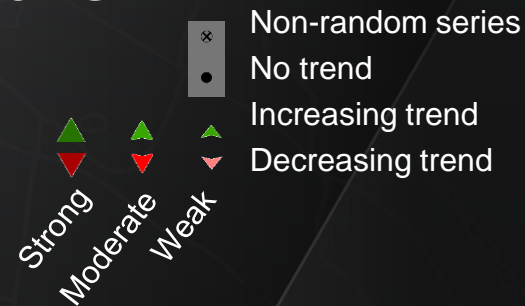 Non-random series
No trend
Increasing trend
Decreasing trend
Strong
Moderate
Weak